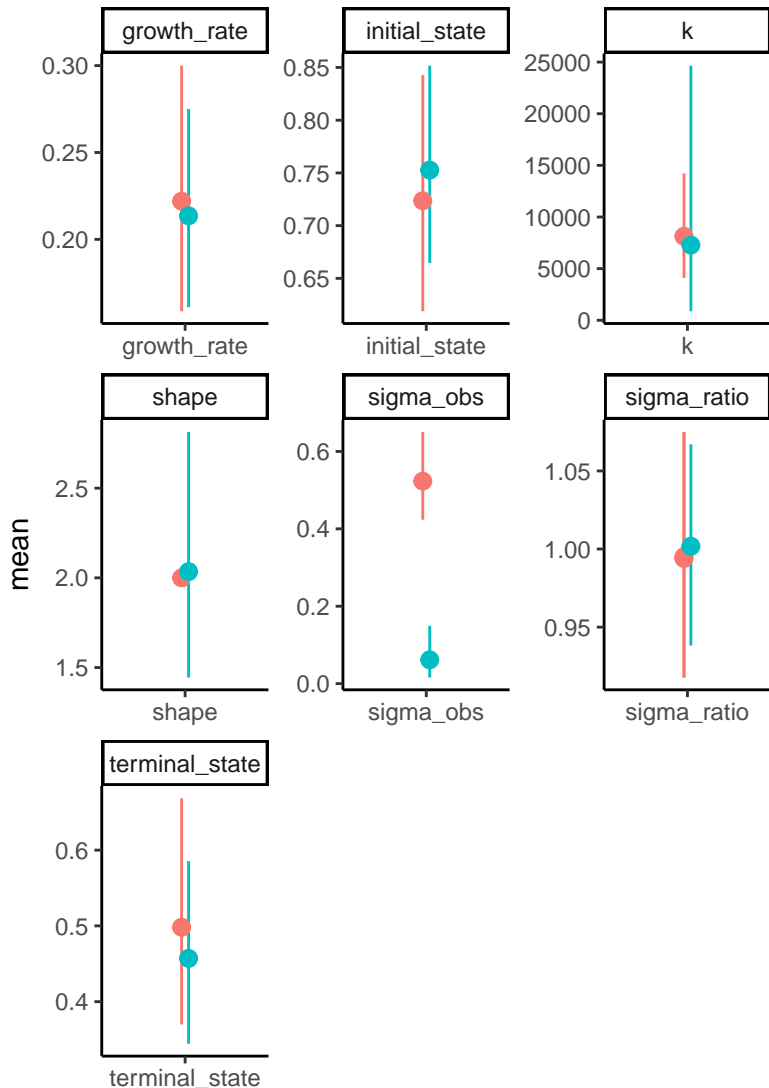 growth_rate
initial_state
k
0.30
0.25
0.20
0.85
0.80
0.75
0.70
0.65
25000
20000
15000
10000
5000
0
growth_rate
initial_state
k
shape
sigma_obs
sigma_ratio
mean
2.5
2.0
1.5
0.6
0.4
0.2
0.0
1.05
1.00
0.95
shape
sigma_obs
sigma_ratio
terminal_state
0.6
0.5
0.4
terminal_state